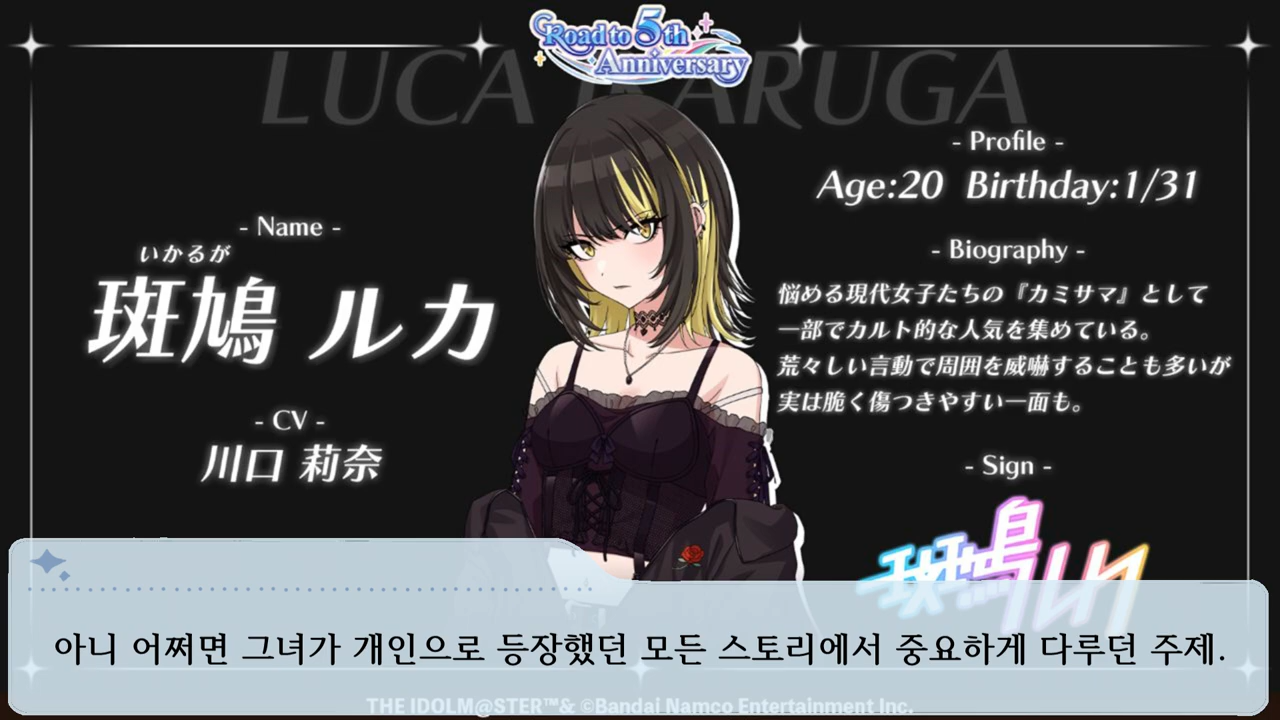 Road to 5th
Anniversary
LUCA IKARUGA
- Name -
いかるが
斑鳩 ルカ
- CV -
川口 莉奈
- Profile -
Age:20 Birthday:1/31
- Biography -
悩める現代女子たちの『カミサマ』として
一部でカルト的な人気を集めている。
荒々しい言動で周囲を威嚇することも多いが
実は脆く傷つきやすい一面も。
- Sign -
斑鳩ルカ
아니 어쩌면 그녀가 개인으로 등장했던 모든 스토리에서 중요하게 다루던 주제.
THE IDOLM@STER™& ©Bandai Namco Entertainment Inc.